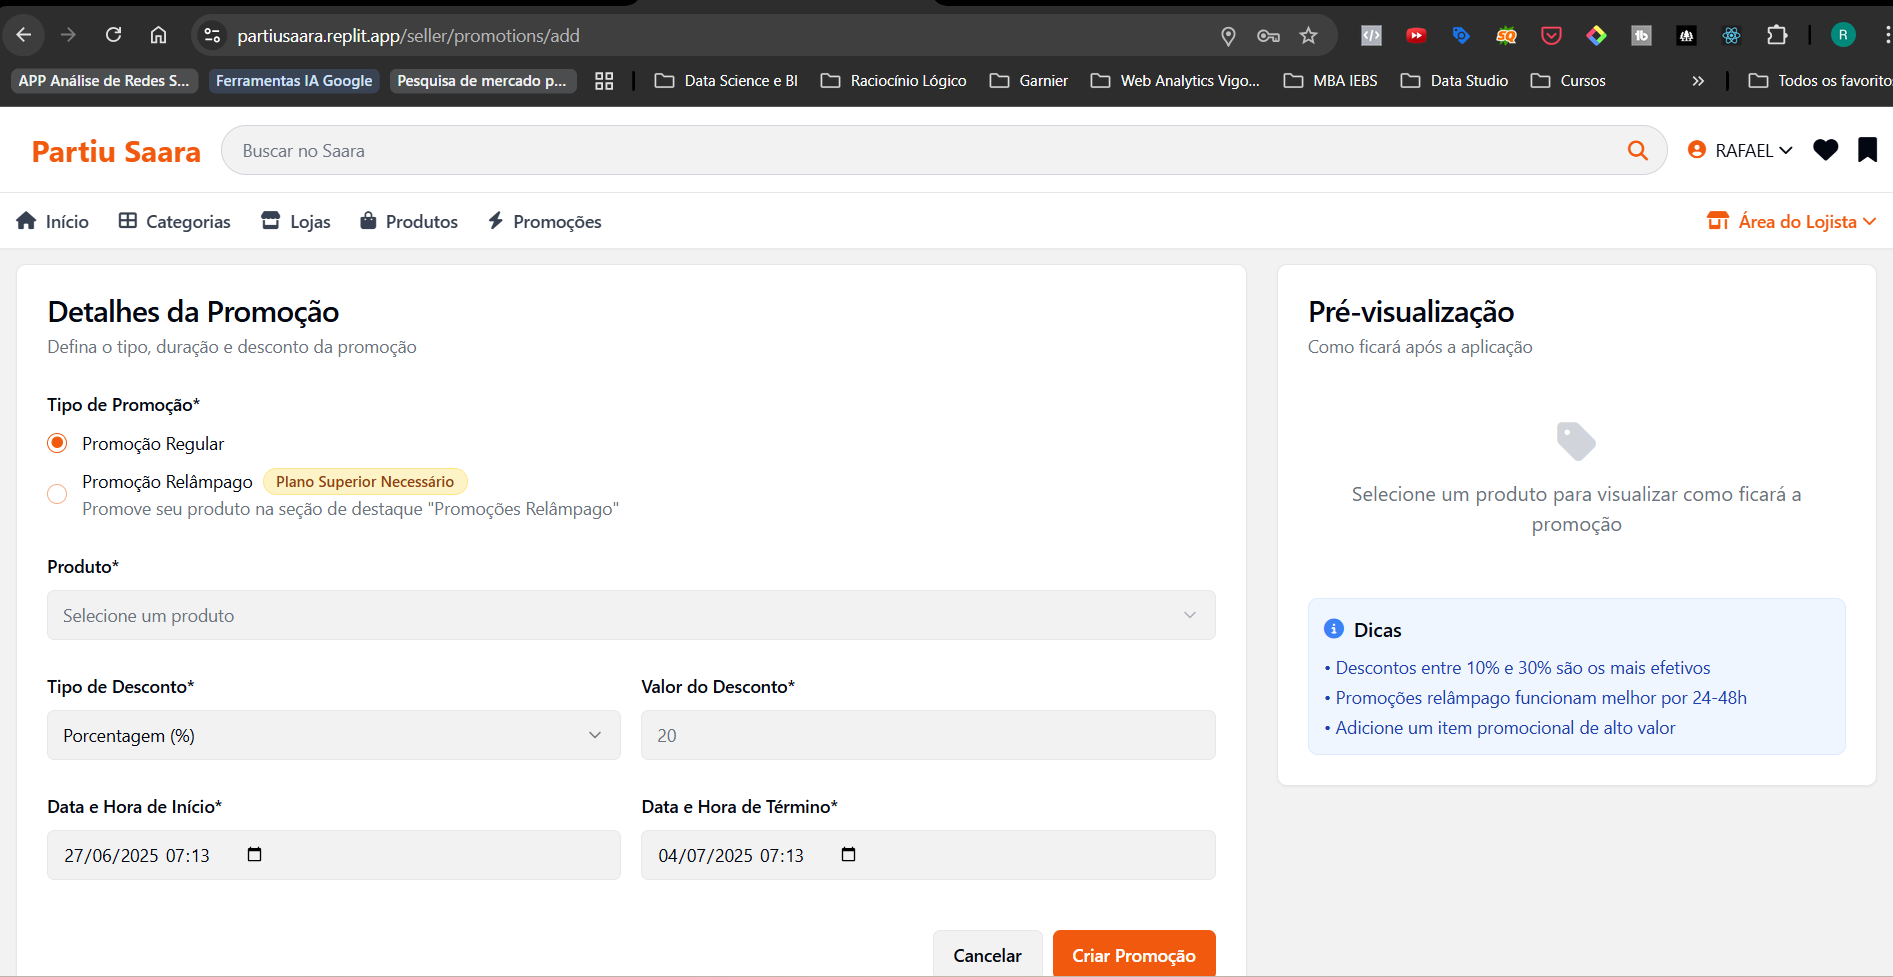 partiusaara.replit.app/seller/promotions/add
R
APP Análise de Redes S...
Ferramentas IA Google
Pesquisa de mercado p...
Data Science e BI
Raciocínio Lógico
Garnier
Web Analytics Vigo...
MBA IEBS
Data Studio
Cursos
»
Todos os favorito
Partiu Saara
Buscar no Saara
RAFAEL
Início
Categorias
Lojas
Produtos
Promoções
Área do Lojista
Detalhes da Promoção
Defina o tipo, duração e desconto da promoção
Tipo de Promoção*
Promoção Regular
Promoção Relâmpago
Plano Superior Necessário
Promove seu produto na seção de destaque "Promoções Relâmpago"
Produto*
Selecione um produto
Tipo de Desconto*
Valor do Desconto*
Porcentagem (%)
20
Data e Hora de Início*
Data e Hora de Término*
27/06/2025 07:13
04/07/2025 07:13
Cancelar
Criar Promoção
Pré-visualização
Como ficará após a aplicação
Selecione um produto para visualizar como ficará a
promoção
Dicas
• Descontos entre 10% e 30% são os mais efetivos
• Promoções relâmpago funcionam melhor por 24-48h
• Adicione um item promocional de alto valor